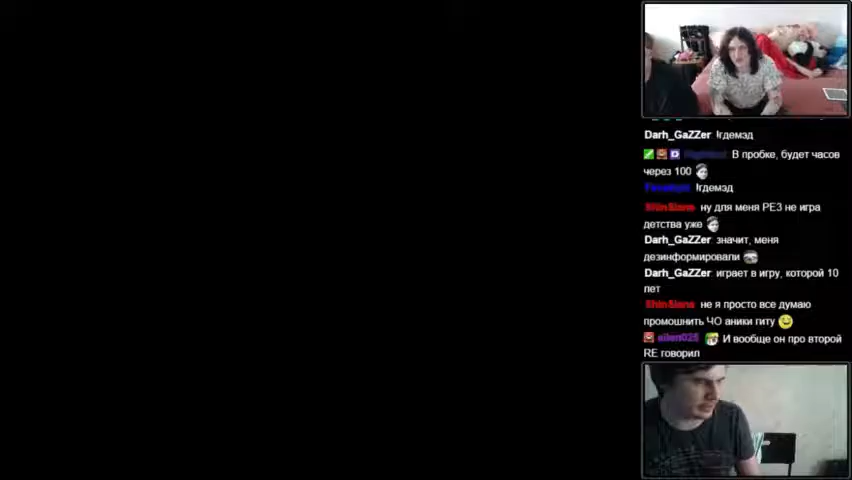 Darh_GaZZer !гдемэд
В пробке, будет часов
через 100
!гдемэд
ну для меня РЕ3 не игра
детства уже
Darh_GaZZer: значит, меня
дезинформировали
Darh_GaZZer: играет в игру, которой 10
лет
не я просто все думаю
промошнить ЧО аники гиту
И вообще он про второй
RE говорил